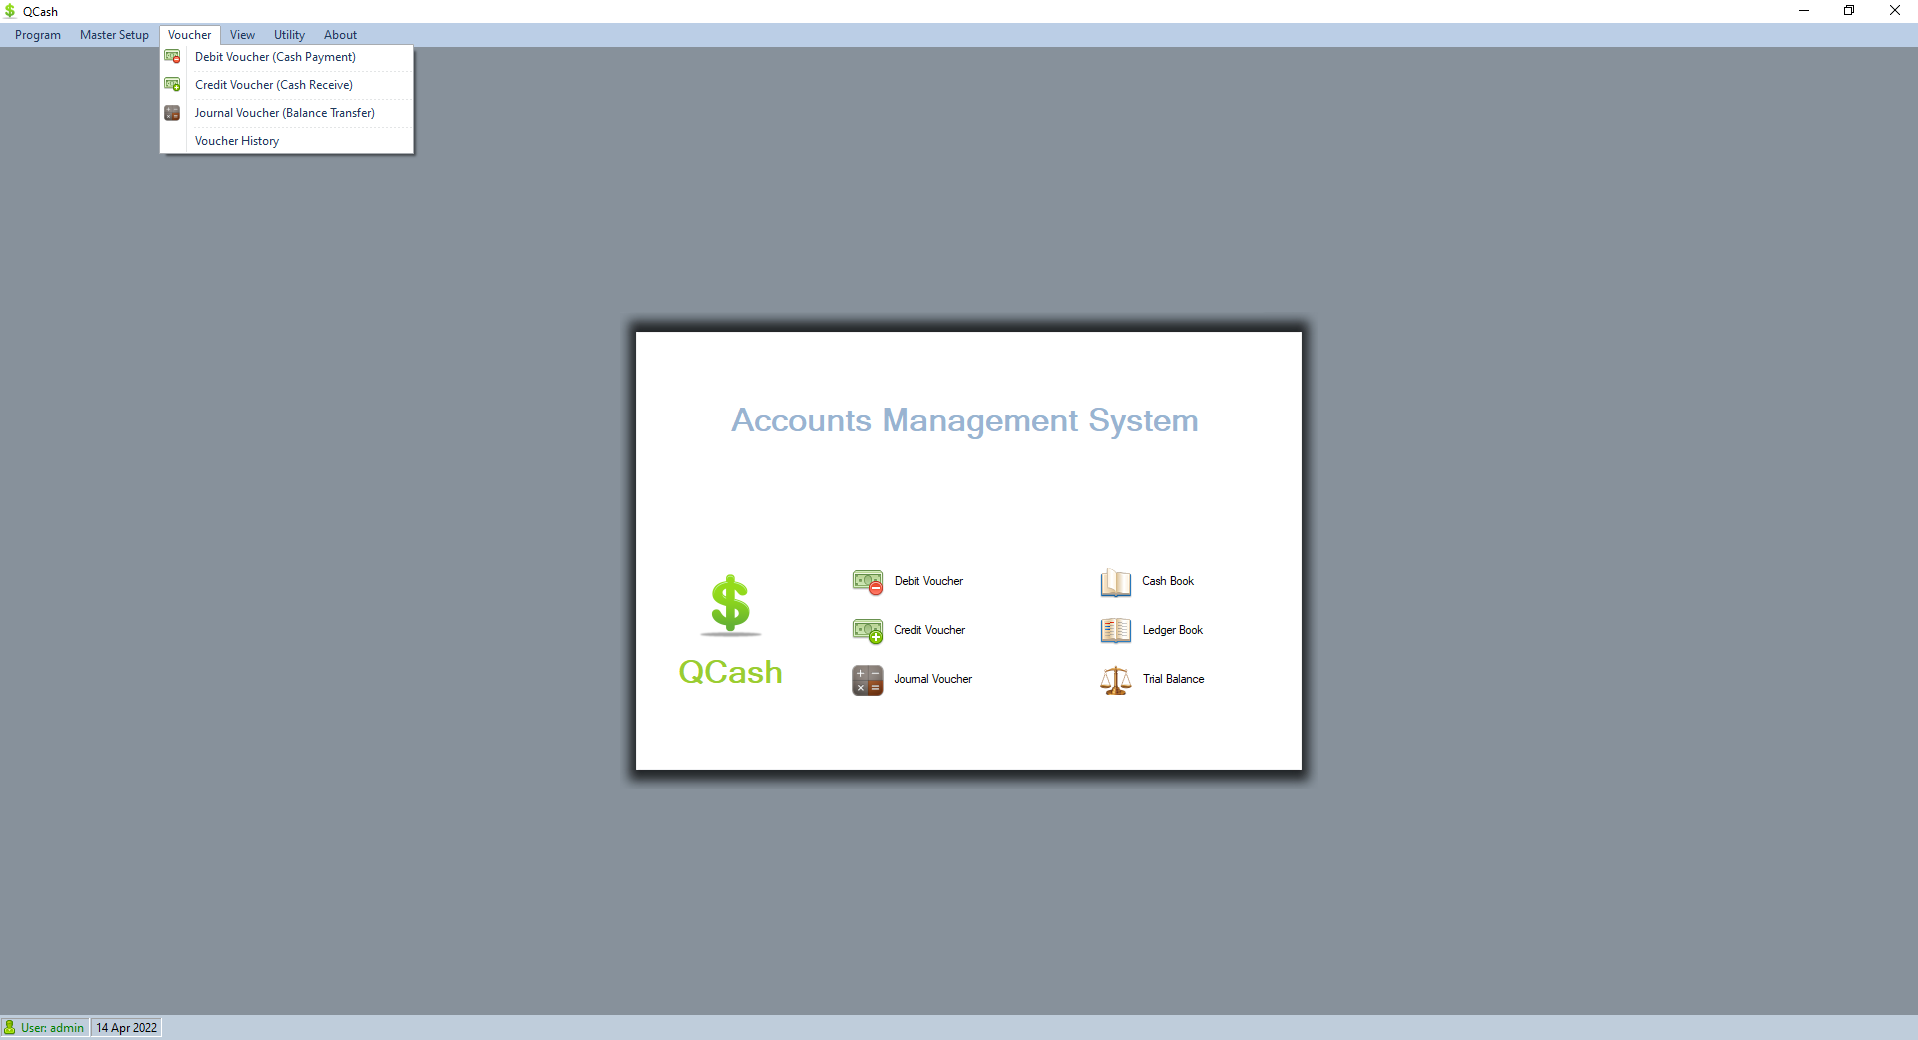 QCash
Program Master Setup Voucher View Utility About
Debit Voucher (Cash Payment)
Credit Voucher (Cash Receive)
Journal Voucher (Balance Transfer)
Voucher History
Accounts Management System
Debit Voucher Cash Book
Credit Voucher Ledger Book
QCash
Journal Voucher Trial Balance
User: admin 14 Apr 2022